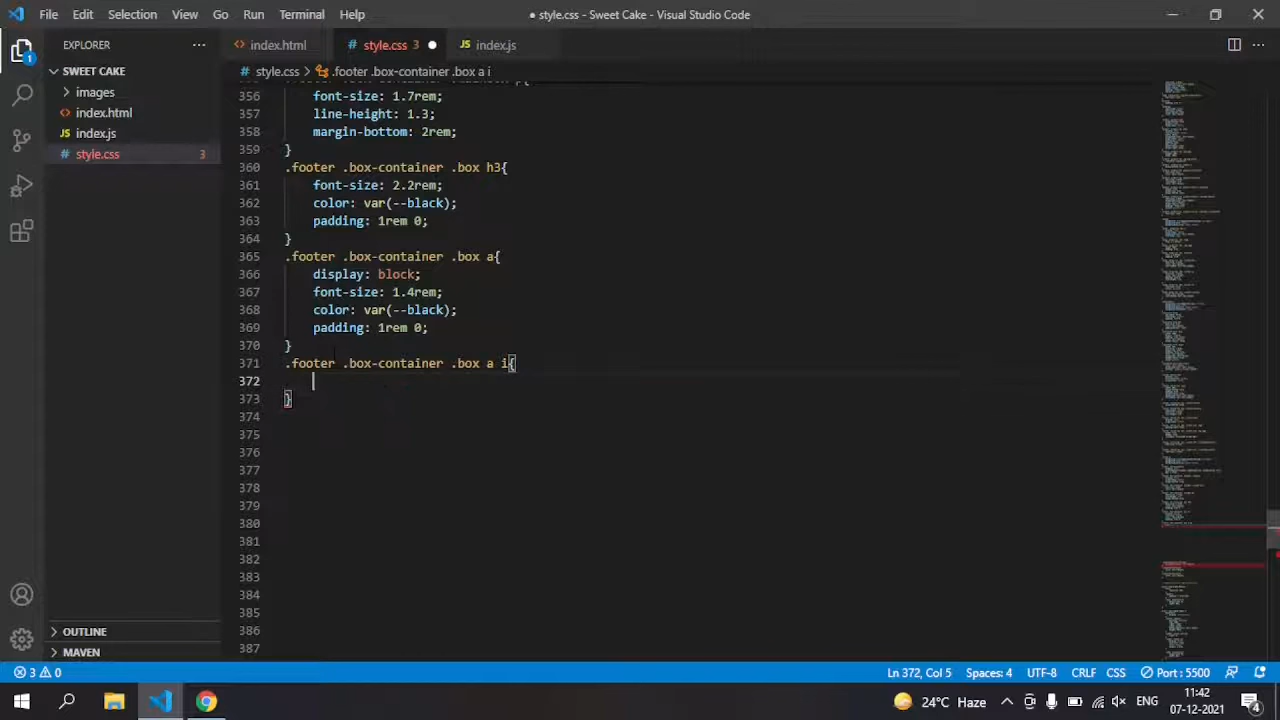 File Edit Selection View Go Run Terminal Help
● style.css - Sweet Cake - Visual Studio Code
EXPLORER
index.html
# style.css 3 ●
JS index.js
SWEET CAKE
# style.css > .footer .box-container .box a i
images
<> index.html
JS index.js
# style.css 3
356 font-size: 1.7rem;
357 line-height: 1.3;
358 margin-bottom: 2rem;
359 }
360 .footer .box-container .box h3{
361 font-size: 2.2rem;
362 color: var(--black);
363 padding: 1rem 0;
364 }
365 .footer .box-container .box a{
366 display: block;
367 font-size: 1.4rem;
368 color: var(--black);
369 padding: 1rem 0;
370 }
371 .footer .box-container .box a i{
372
373 }
374
375
376
377
378
379
380
381
382
383
384
385
386
387
1
OUTLINE
MAVEN
3 0
Ln 372, Col 5 Spaces: 4 UTF-8 CRLF CSS Port : 5500
24°C Haze
ENG
11:42
07-12-2021
4